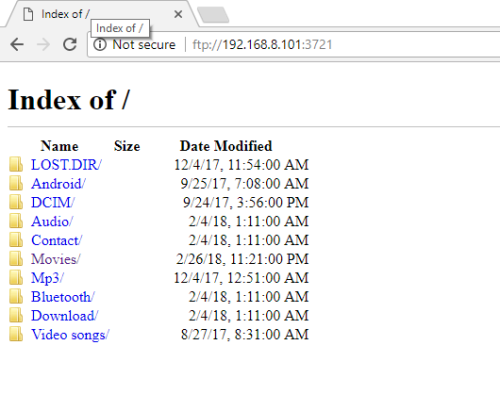 Index of /
Index of /
Not secure | ftp://192.168.8.101:3721
Index of /
Name Size Date Modified
LOST.DIR/ 12/4/17, 11:54:00 AM
Android/ 9/25/17, 7:08:00 AM
DCIM/ 9/24/17, 3:56:00 PM
Audio/ 2/4/18, 1:11:00 AM
Contact/ 2/4/18, 1:11:00 AM
Movies/ 2/26/18, 11:21:00 PM
Mp3/ 12/4/17, 12:51:00 AM
Bluetooth/ 2/4/18, 1:11:00 AM
Download/ 2/4/18, 1:11:00 AM
Video songs/ 8/27/17, 8:31:00 AM